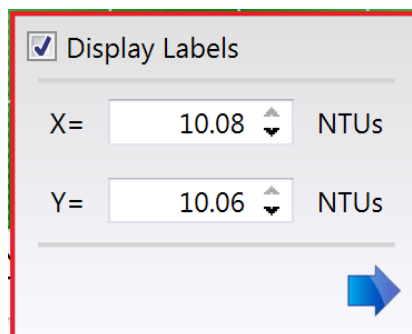 Display Labels
X= 10.08 NTUs
Y= 10.06 NTUs